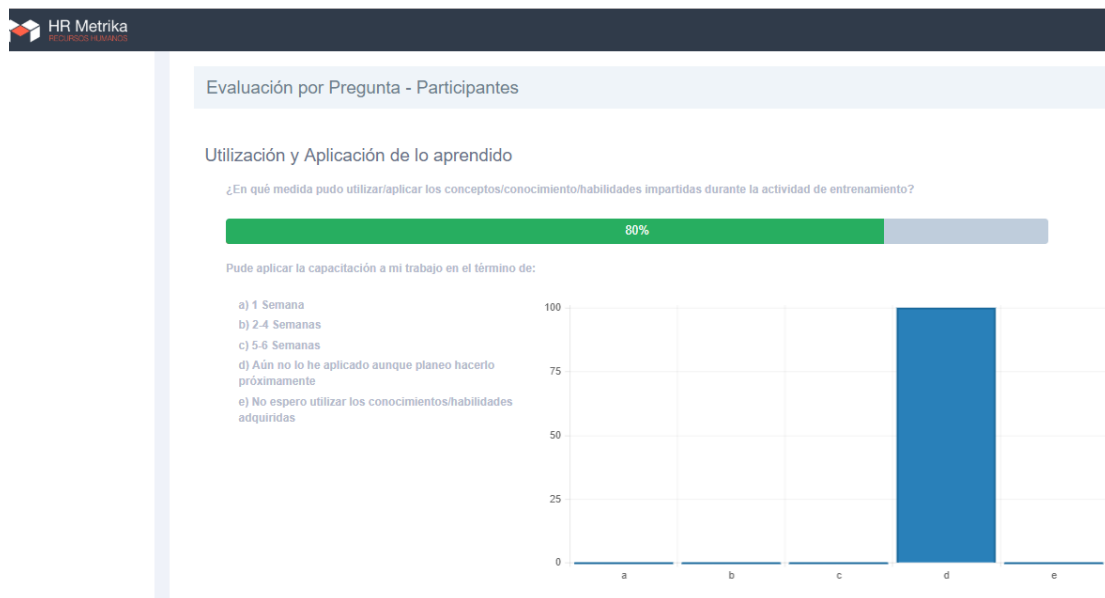 HR Metrika
RECURSOS HUMANOS
Evaluación por Pregunta - Participantes
Utilización y Aplicación de lo aprendido
¿En qué medida pudo utilizar/aplicar los conceptos/conocimiento/habilidades impartidas durante la actividad de entrenamiento?
80%
Pude aplicar la capacitación a mi trabajo en el término de:
a) 1 Semana
b) 2-4 Semanas
c) 5-6 Semanas
d) Aún no lo he aplicado aunque planeo hacerlo
próximamente
e) No espero utilizar los conocimientos/habilidades
adquiridas
100
75
50
25
0
a b c d e